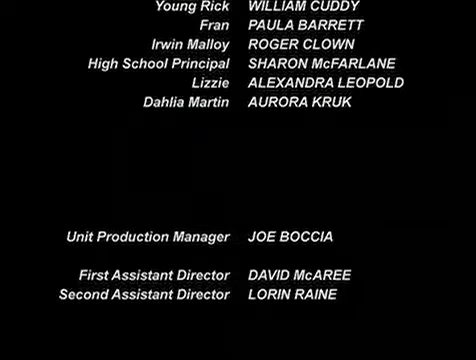 Young Rick WILLIAM CUDDY
Fran PAULA BARRETT
Irwin Malloy ROGER CLOWN
High School Principal SHARON McFARLANE
Lizzie ALEXANDRA LEOPOLD
Dahlia Martin AURORA KRUK
Unit Production Manager JOE BOCCIA
First Assistant Director DAVID McAREE
Second Assistant Director LORIN RAINE